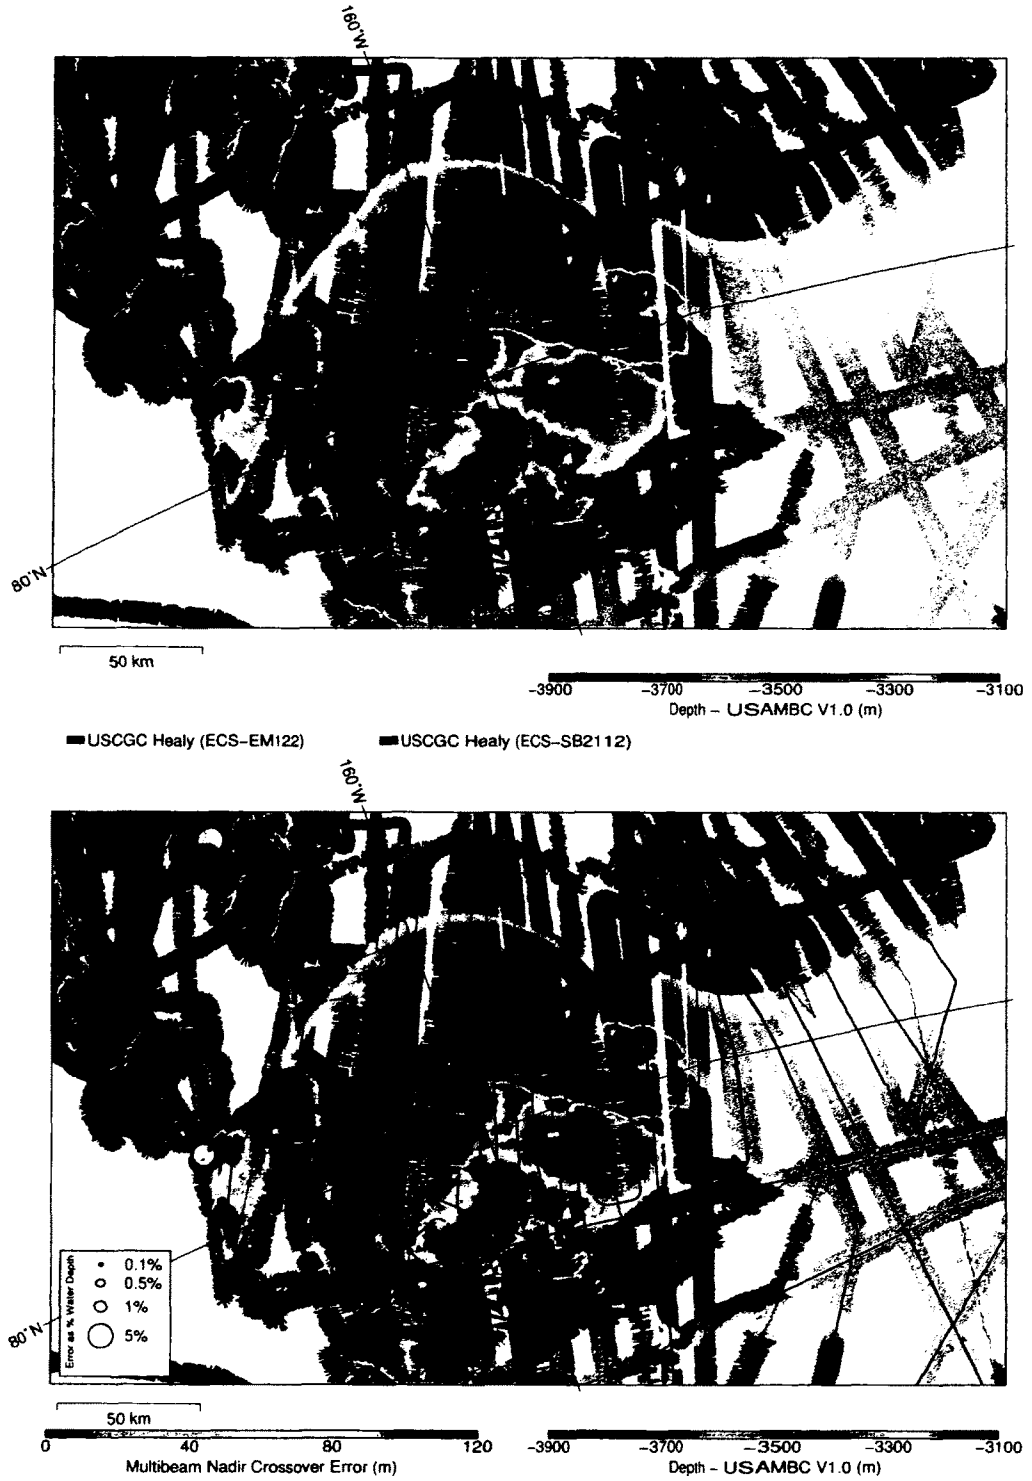 160°W
80°N
50 km
−3900 −3700 −3500 −3300 −3100
Depth − USAMBC V1.0 (m)
USCGC Healy (ECS−EM122) USCGC Healy (ECS−SB2112)
160°W
Error as % Water Depth
0.1%
0.5%
1%
5%
80°N
50 km
0 40 80 120
Multibeam Nadir Crossover Error (m)
−3900 −3700 −3500 −3300 −3100
Depth − USAMBC V1.0 (m)